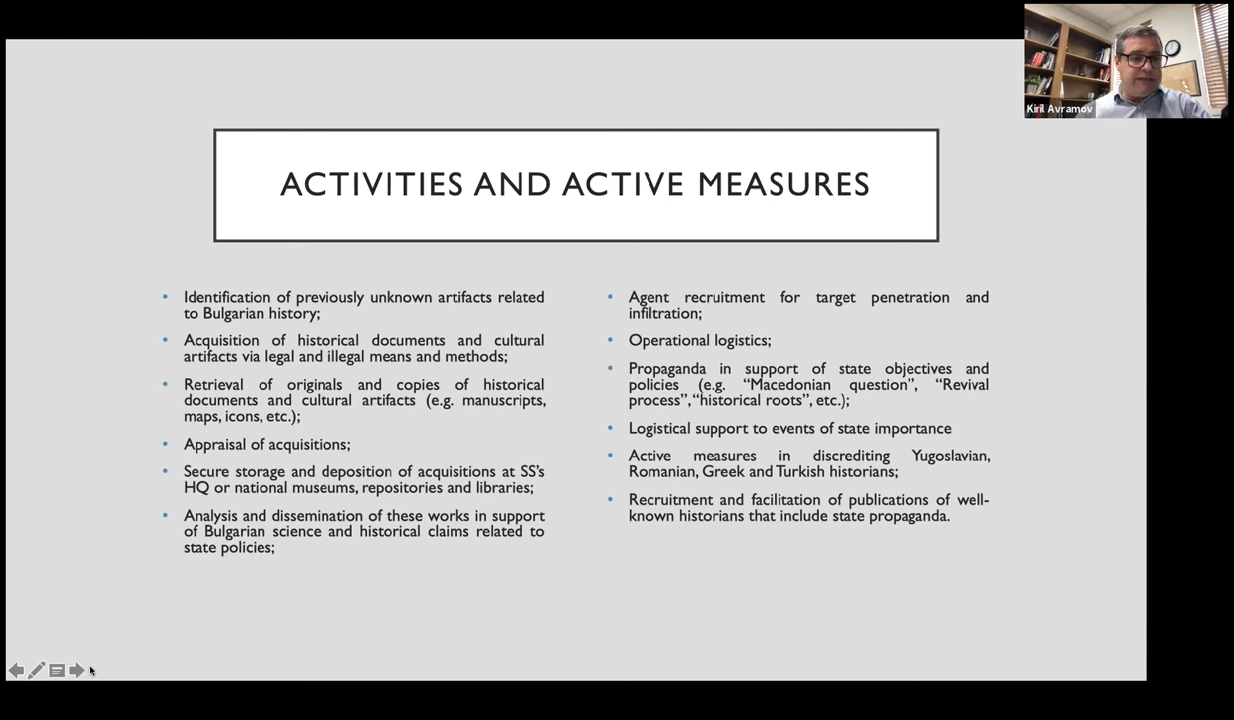 Kiril Avramov
ACTIVITIES AND ACTIVE MEASURES
• Identification of previously unknown artifacts related
to Bulgarian history;
• Acquisition of historical documents and cultural
artifacts via legal and illegal means and methods;
• Retrieval of originals and copies of historical
documents and cultural artifacts (e.g. manuscripts,
maps, icons, etc.);
• Appraisal of acquisitions;
• Secure storage and deposition of acquisitions at SS's
HQ or national museums, repositories and libraries;
• Analysis and dissemination of these works in support
of Bulgarian science and historical claims related to
state policies;
• Agent recruitment for target penetration and
infiltration;
• Operational logistics;
• Propaganda in support of state objectives and
policies (e.g. “Macedonian question”, “Revival
process”,“historical roots”, etc.);
• Logistical support to events of state importance
• Active measures in discrediting Yugoslavian,
Romanian, Greek and Turkish historians;
• Recruitment and facilitation of publications of well-
known historians that include state propaganda.